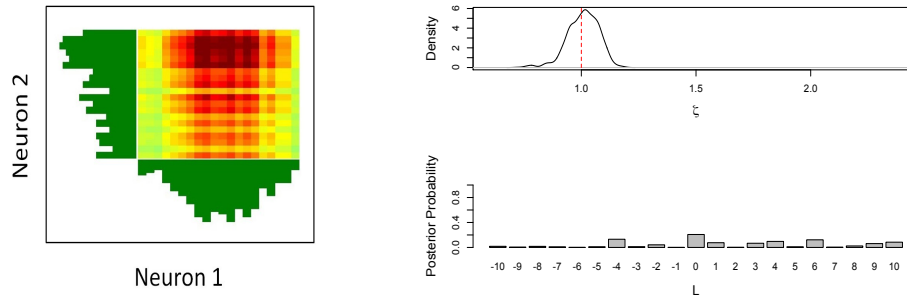 Neuron 2
Neuron 1
Density
0 2 4 6
1.0 1.5 2.0
ξ
Posterior Probability
0.0 0.4 0.8
-10 -9 -8 -7 -6 -5 -4 -3 -2 -1 0 1 2 3 4 5 6 7 8 9 10
L